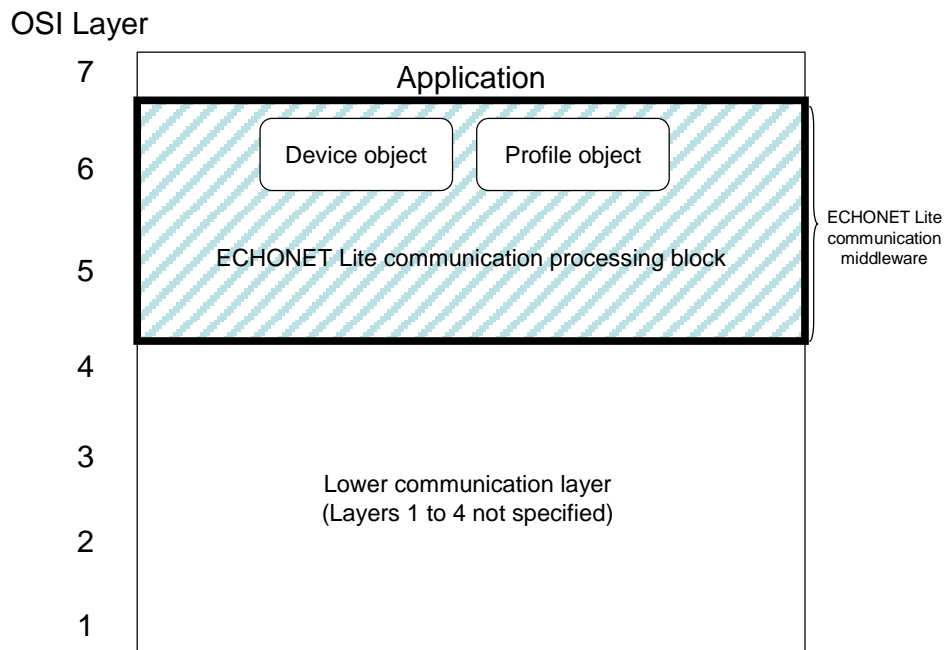 OSI Layer
7
Application
6
Device object
Profile object
ECHONET Lite
communication
middleware
5
ECHONET Lite communication processing block
4
3
Lower communication layer
(Layers 1 to 4 not specified)
2
1